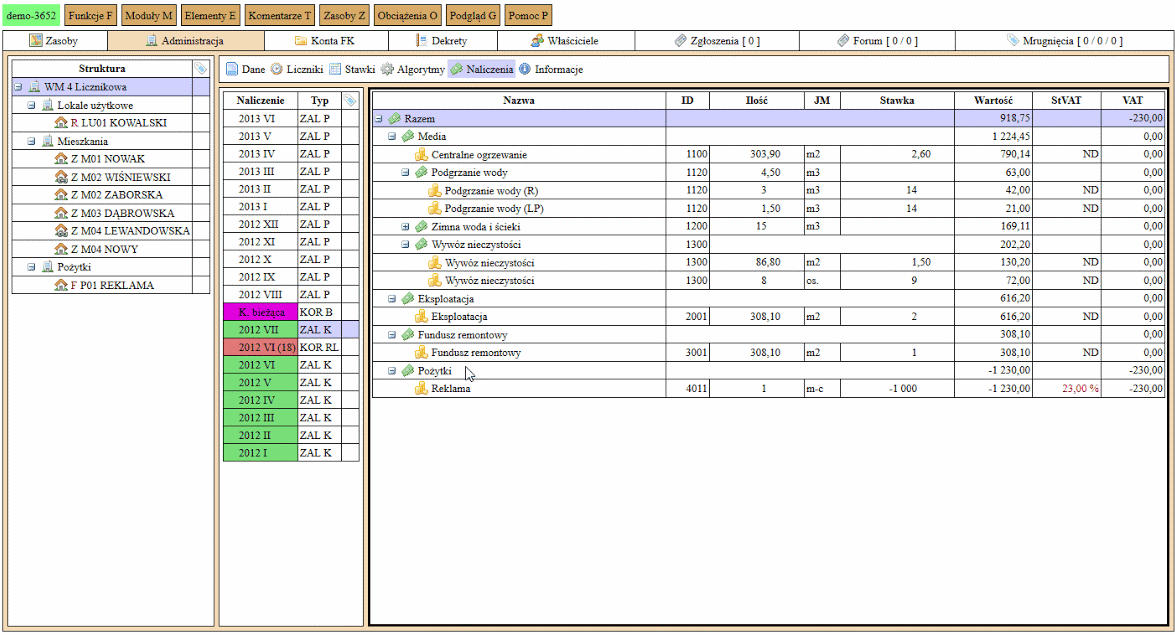 demo-3652 Funkcje F Moduły M Elementy E Komentarze T Zasoby Z Obciążenia O Podgląd G Pomoc P
Zasoby Administracja Konta FK Dekrety Właściciele Zgłoszenia [ 0 ] Forum [ 0 / 0 ] Mrugnięcia [ 0 / 0 / 0 ]
Struktura
WM 4 Licznikowa
Lokale użytkowe
R LU01 KOWALSKI
Mieszkania
Z M01 NOWAK
Z M02 WIŚNIEWSKI
Z M02 ZABORSKA
Z M03 DĄBROWSKA
Z M04 LEWANDOWSKA
Z M04 NOWY
Pożytki
F P01 REKLAMA
Dane Liczniki Stawki Algorytmy Naliczenia Informacje
Naliczenie Typ
2013 VI ZAL P
2013 V ZAL P
2013 IV ZAL P
2013 III ZAL P
2013 II ZAL P
2013 I ZAL P
2012 XII ZAL P
2012 XI ZAL P
2012 X ZAL P
2012 IX ZAL P
2012 VIII ZAL P
K. bieżąca KOR B
2012 VII ZAL K
2012 VI (18) KOR RL
2012 VI ZAL K
2012 V ZAL K
2012 IV ZAL K
2012 III ZAL K
2012 II ZAL K
2012 I ZAL K
Nazwa ID Ilość JM Stawka Wartość StVAT VAT
Razem 918,75 -230,00
Media 1 224,45 0,00
Centralne ogrzewanie 1100 303,90 m2 2,60 790,14 ND 0,00
Podgrzanie wody 1120 4,50 m3 63,00 0,00
Podgrzanie wody (R) 1120 3 m3 14 42,00 ND 0,00
Podgrzanie wody (LP) 1120 1,50 m3 14 21,00 ND 0,00
Zimna woda i ścieki 1200 15 m3 169,11 0,00
Wywóz nieczystości 1300 202,20 0,00
Wywóz nieczystości 1300 86,80 m2 1,50 130,20 ND 0,00
Wywóz nieczystości 1300 8 os. 9 72,00 ND 0,00
Eksploatacja 616,20 0,00
Eksploatacja 2001 308,10 m2 2 616,20 ND 0,00
Fundusz remontowy 308,10 0,00
Fundusz remontowy 3001 308,10 m2 1 308,10 ND 0,00
Pożytki -1 230,00 -230,00
Reklama 4011 1 m-c -1 000 -1 230,00 23,00 % -230,00